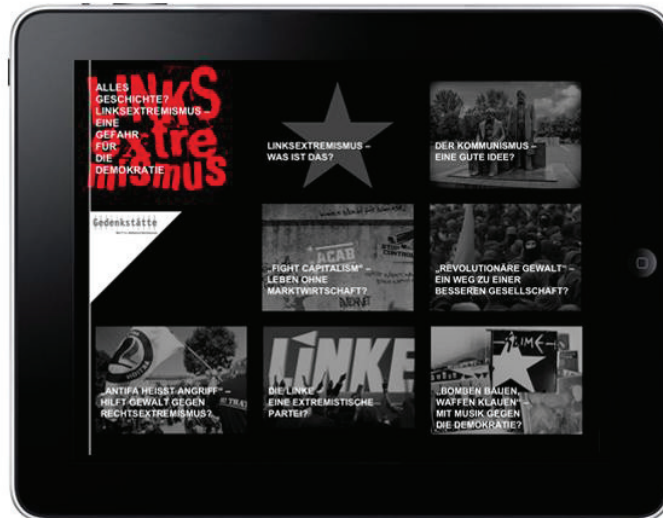 LINKS
extre
mismus
ALLES
GESCHICHTE?
LINKSEXTREMISMUS –
EINE
GEFAHR
FÜR
DIE
DEMOKRATIE
LINKSEXTREMISMUS –
WAS IST DAS?
DER KOMMUNISMUS –
EINE GUTE IDEE?
Gedenkstätte
ACAB
„FIGHT CAPITALISM“ –
LEBEN OHNE
MARKTWIRTSCHAFT?
„REVOLUTIONÄRE GEWALT“ –
EIN WEG ZU EINER
BESSEREN GESELLSCHAFT?
„ANTIFA HEISST ANGRIFF“ –
HILFT GEWALT GEGEN
RECHTSEXTREMISMUS?
LINKE
DIE LINKE –
EINE EXTREMISTISCHE
PARTEI?
„BOMBEN BAUEN,
WAFFEN KLAUEN“ –
MIT MUSIK GEGEN
DIE DEMOKRATIE?